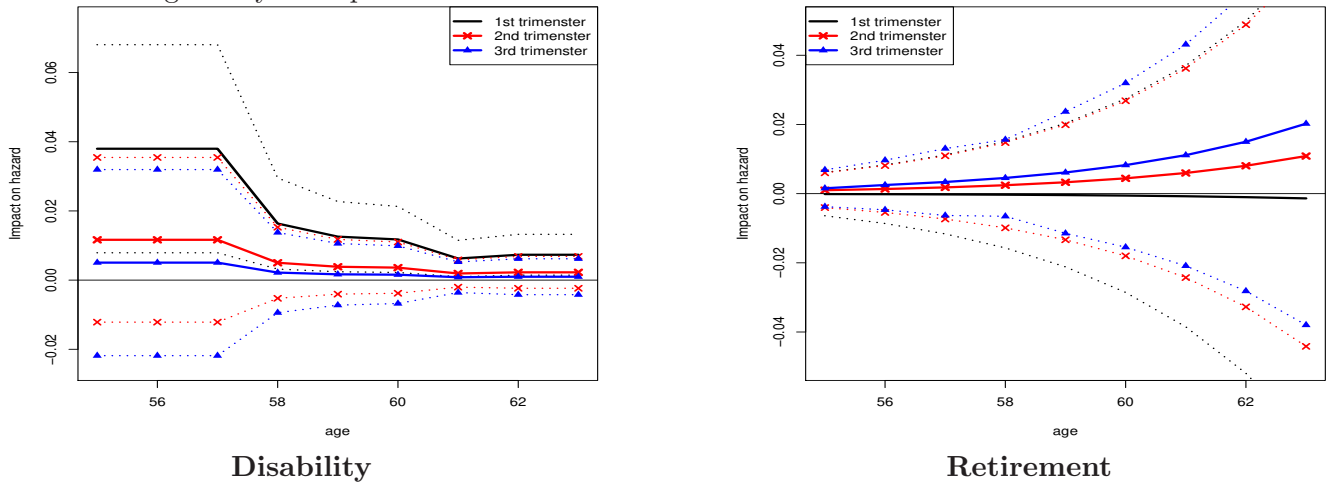 1st trimenster
2nd trimenster
3rd trimenster
Impact on hazard
0.06
0.04
0.02
0.00
−0.02
56
58
60
62
age
Disability
1st trimenster
2nd trimenster
3rd trimenster
Impact on hazard
0.04
0.02
0.00
−0.02
−0.04
56
58
60
62
age
Retirement